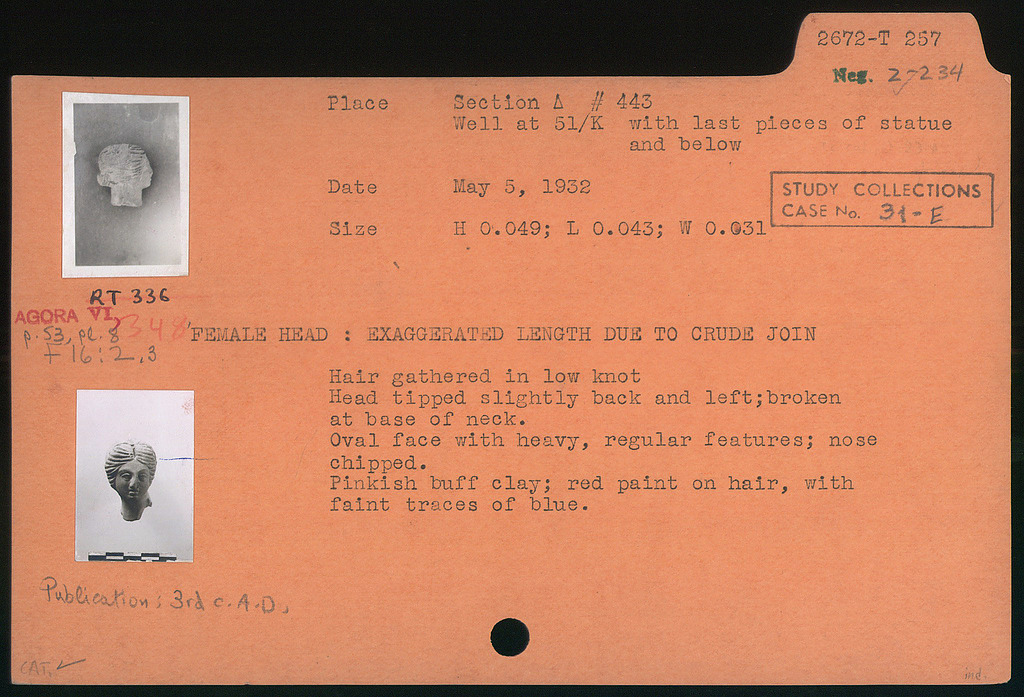 2672-T 257
Neg. 2-234
Place Section Δ # 443
Well at 51/K with last pieces of statue
and below
Date May 5, 1932
STUDY COLLECTIONS
CASE No. 31-E
Size H 0.049; L 0.043; W 0.031
RT 336
AGORA VI,
348
p. 53, pl. 8
+ 16:2,3
FEMALE HEAD : EXAGGERATED LENGTH DUE TO CRUDE JOIN
Hair gathered in low knot
Head tipped slightly back and left;broken
at base of neck.
Oval face with heavy, regular features; nose
chipped.
Pinkish buff clay; red paint on hair, with
faint traces of blue.
Publication: 3rd c. A.D.
CAT. ✓
ind.